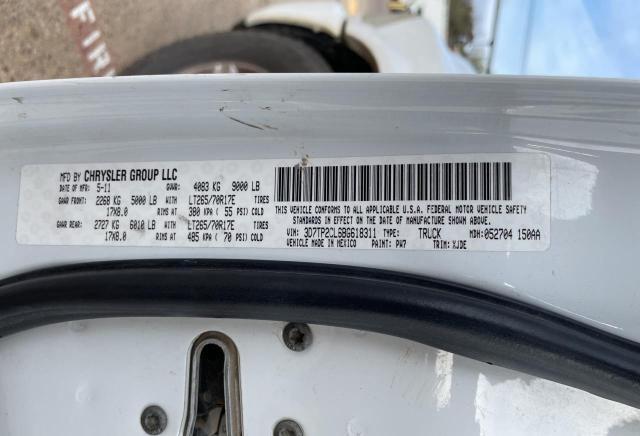 FIR
MFD BY CHRYSLER GROUP LLC
DATE OF MFR 5-11 GVWR: 4083 KG 9000 LB
GAWR FRONT: 2268 KG 5000 LB LT265/70R17E TIRES
17X8.0 RIMS AT 380 KPA ( 55 PSI) COLD
GAWR REAR: 2727 KG 6010 LB LT265/70R17E TIRES
17X8.0 RIMS AT 485 KPA ( 70 PSI) COLD
THIS VEHICLE CONFORMS TO ALL APPLICABLE U.S.A. FEDERAL MOTOR VEHICLE SAFETY
STANDARDS IN EFFECT ON THE DATE OF MANUFACTURE SHOWN ABOVE.
VIN: 3D7TP2CL6BG618311 TYPE: TRUCK MDH: 052704 150AA
VEHICLE MADE IN MEXICO PAINT: PW7 TRIM: XJDE